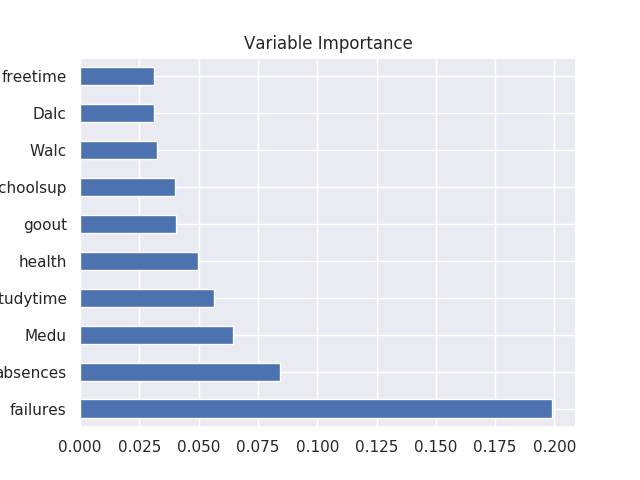 Variable Importance
freetime
Dalc
Walc
choolsup
goout
health
tudytime
Medu
absences
failures
0.000 0.025 0.050 0.075 0.100 0.125 0.150 0.175 0.200